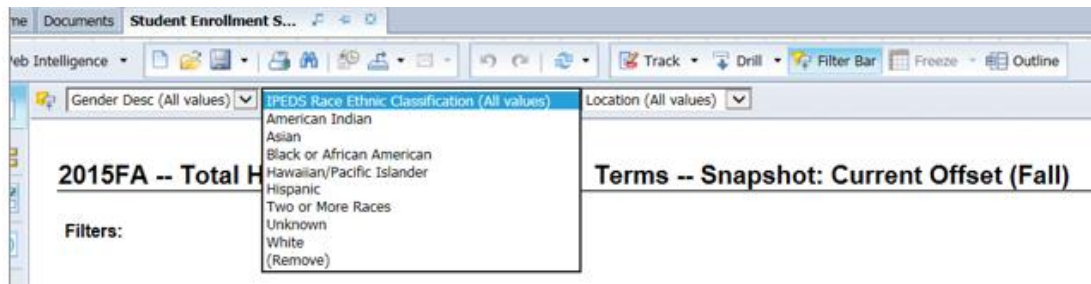 me Documents Student Enrollment S...
Web Intelligence Track Drill Filter Bar Freeze Outline
Gender Desc (All values) IPEDS Race Ethnic Classification (All values) Location (All values)
American Indian
Asian
Black or African American
Hawaiian/Pacific Islander
Hispanic
Two or More Races
Unknown
White
(Remove)
2015FA -- Total H Terms -- Snapshot: Current Offset (Fall)
Filters: